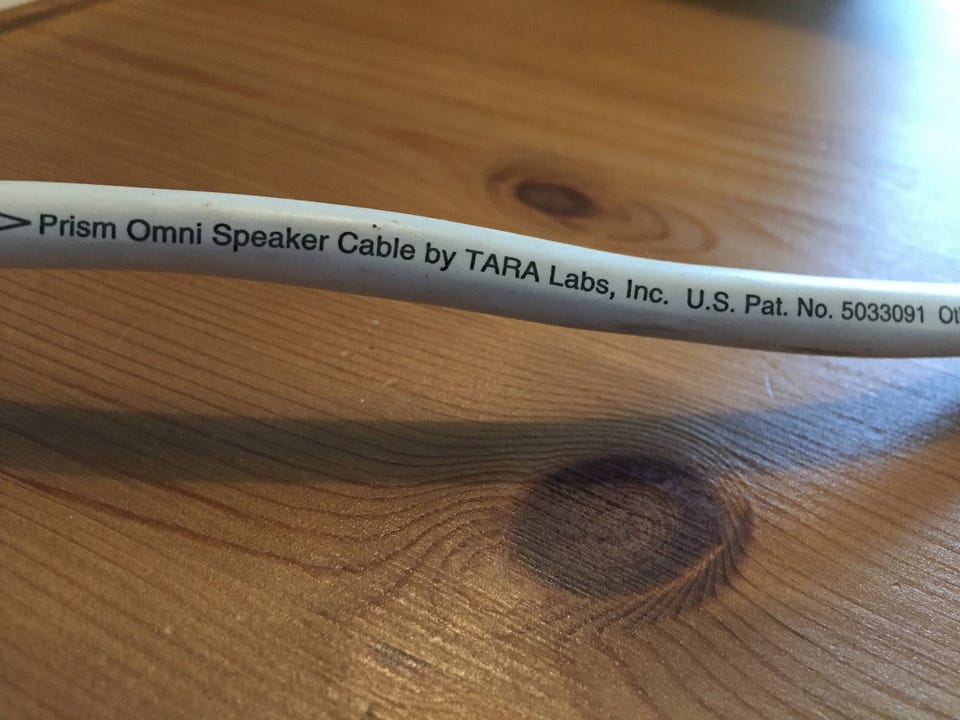 > Prism Omni Speaker Cable by TARA Labs, Inc. U.S. Pat. No. 5033091